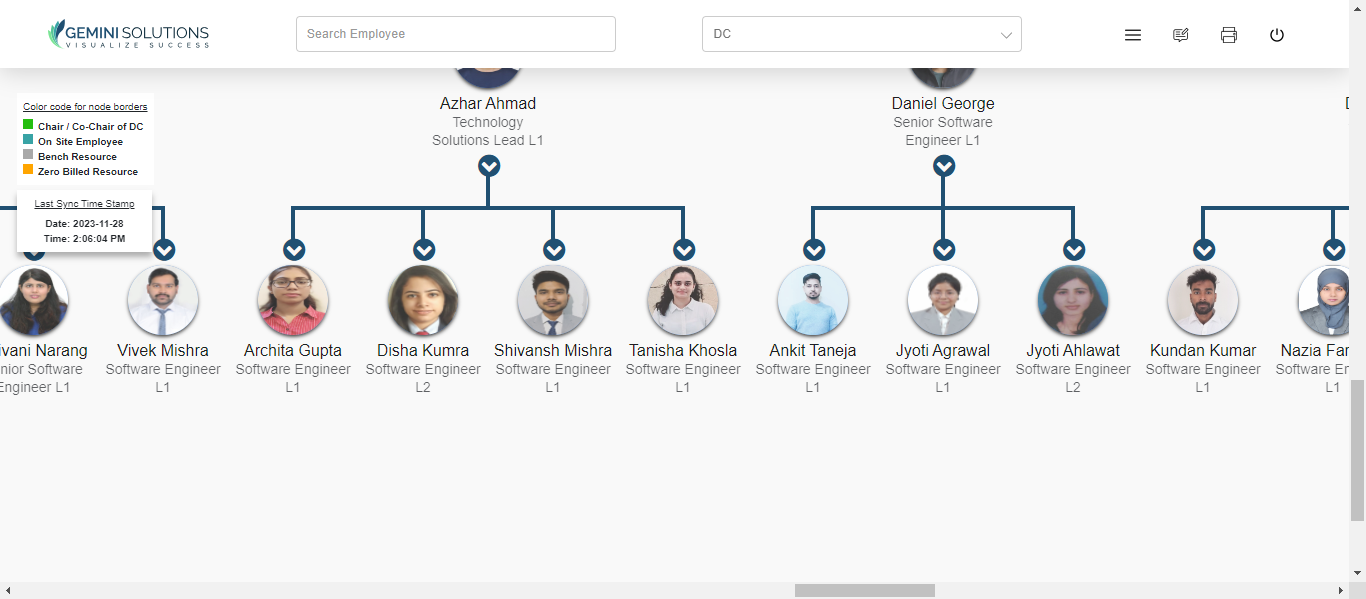 GEMINI SOLUTIONS
VISUALIZE SUCCESS
Search Employee
DC
Color code for node borders
Chair / Co-Chair of DC
On Site Employee
Bench Resource
Zero Billed Resource
Last Sync Time Stamp
Date: 2023-11-28
Time: 2:06:04 PM
Azhar Ahmad
Technology
Solutions Lead L1
Daniel George
Senior Software
Engineer L1
ivani Narang
nior Software
Engineer L1
Vivek Mishra
Software Engineer
L1
Archita Gupta
Software Engineer
L1
Disha Kumra
Software Engineer
L2
Shivansh Mishra
Software Engineer
L1
Tanisha Khosla
Software Engineer
L1
Ankit Taneja
Software Engineer
L1
Jyoti Agrawal
Software Engineer
L1
Jyoti Ahlawat
Software Engineer
L2
Kundan Kumar
Software Engineer
L1
Nazia Far
Software En
L1